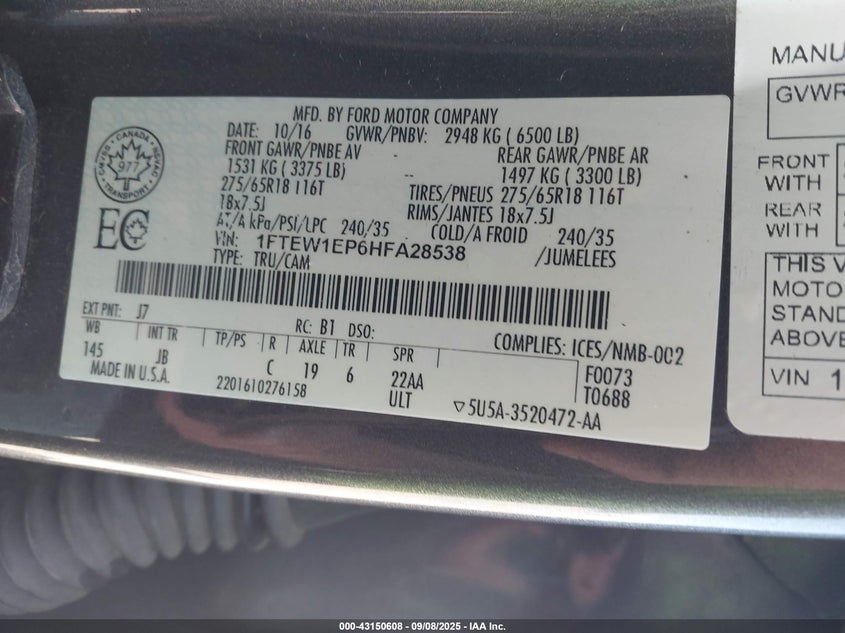 MFD. BY FORD MOTOR COMPANY
DATE: 10/16 GVWR/PNBV: 2948 KG ( 6500 LB)
FRONT GAWR/PNBE AV - REAR GAWR/PNBE AR
1531 KG ( 3375 LB) -- 1497 KG ( 3300 LB)
275/65R18 116T TIRES/PNEUS 275/65R18 116T
18x7.5J RIMS/JANTES 18x7.5J
AT/A kPa/PSI/LPC 240/35 COLD/A FROID 240/35
VIN: 1FTEW1EP6HFA28538 /JUMELEES
TYPE: TRU/CAM
CANADA
977
TRANSPORT
EC
EXT PNT: J7 RC: B1 DSO: COMPLIES: ICES/NMB-002
WB INT TR TP/PS R AXLE TR SPR F0073
145 JB C 19 6 22AA T0688
MADE IN U.S.A. 2201610276158 ULT ▽5U5A-3520472-AA
MANU
GVWR
FRONT
WITH
REAR
WITH
THIS V
MOTO
STAND
ABOVE
VIN 1
000-43150608 - 09/08/2025 - IAA Inc.